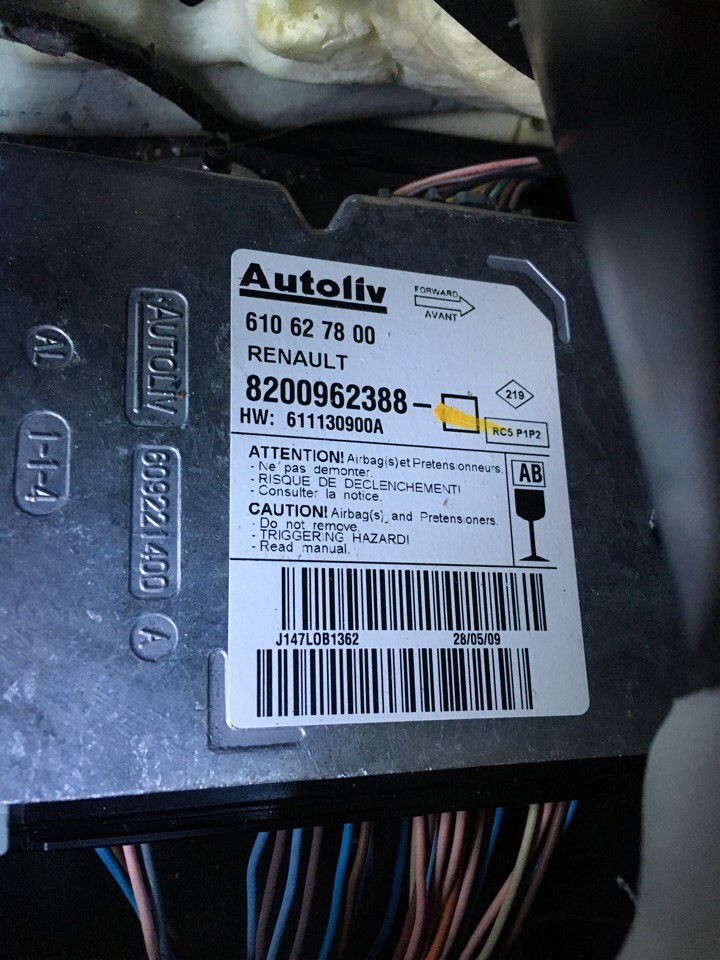 Autoliv
FORWARD
AVANT
610 62 78 00
RENAULT
8200962388-
219
HW: 611130900A
RC5 P1P2
ATTENTION! Airbag(s)et Pretensionneurs.
- Ne pas demonter.
- RISQUE DE DECLENCHEMENT!
- Consulter la notice.
AB
CAUTION! Airbag(s) and Pretensioners.
- Do not remove.
- TRIGGERING HAZARD!
- Read manual.
J147LOB1362 28/05/09
AUTOLIV
609221400
A
AL
1-1-4